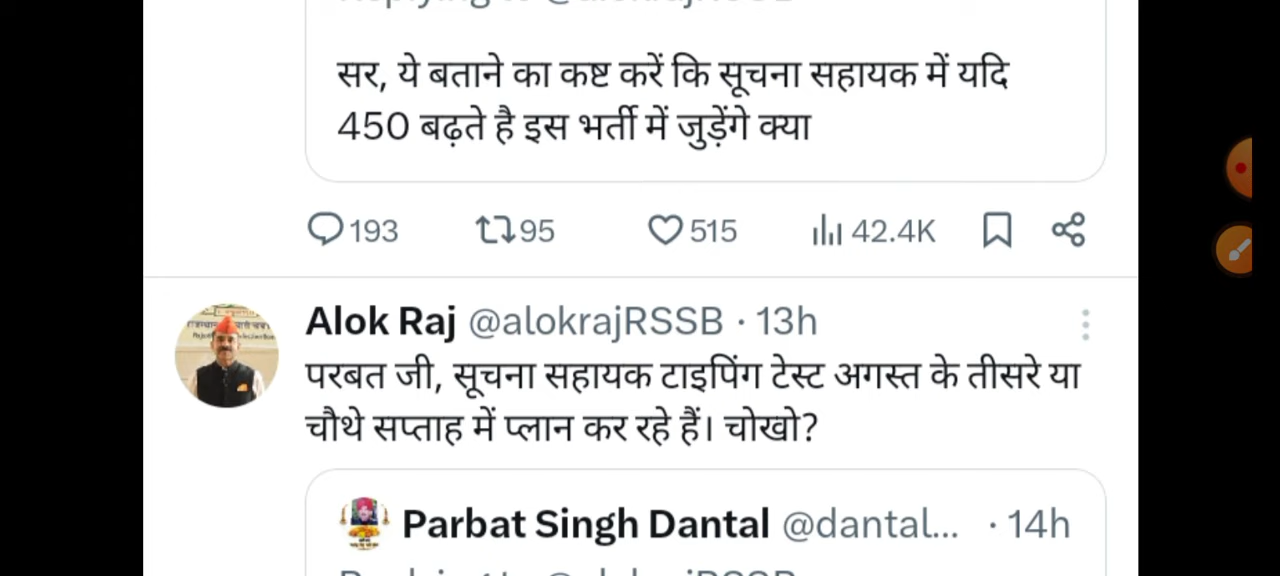 सर, ये बताने का कष्ट करें कि सूचना सहायक में यदि
450 बढ़ते है इस भर्ती में जुड़ेंगे क्या
193 95 515 42.4K
Alok Raj @alokrajRSSB · 13h
परबत जी, सूचना सहायक टाइपिंग टेस्ट अगस्त के तीसरे या
चौथे सप्ताह में प्लान कर रहे हैं। चोखो?
Parbat Singh Dantal @dantal... · 14h